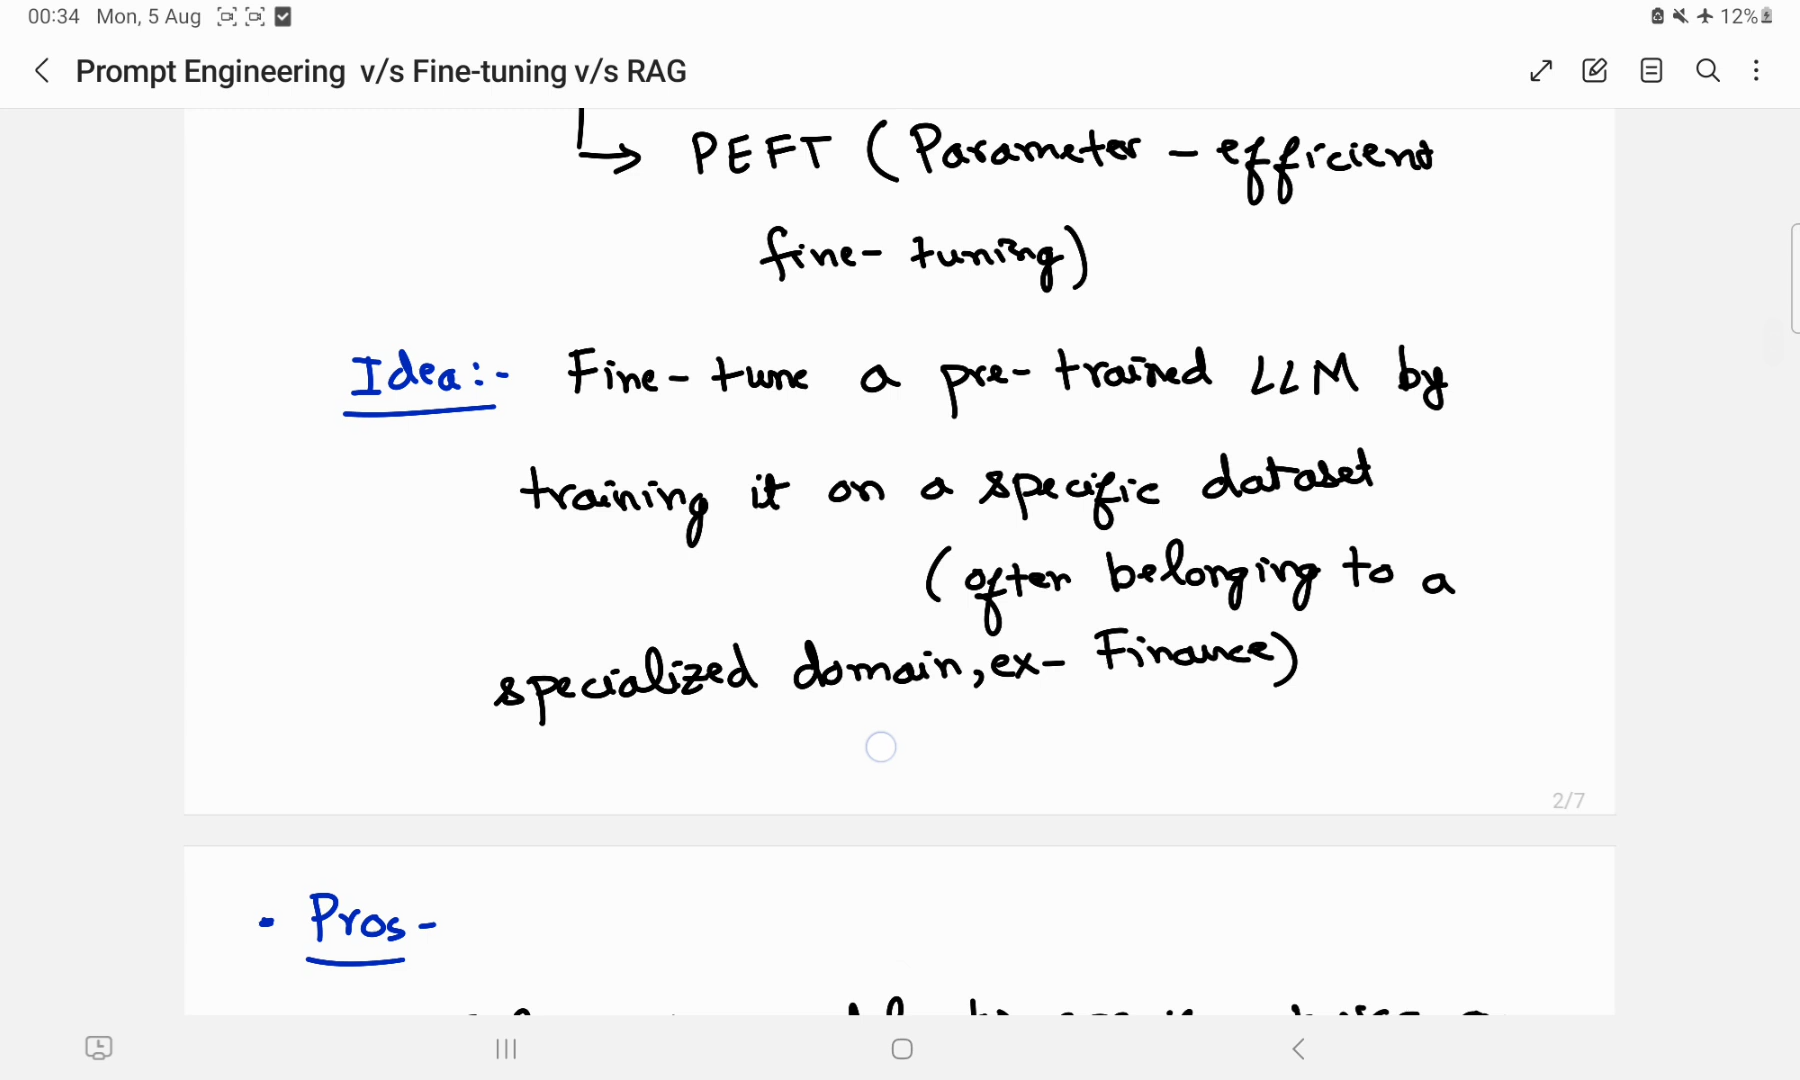 00:34 Mon, 5 Aug 12%
Prompt Engineering v/s Fine-tuning v/s RAG
PEFT (Parameter - efficient
fine- tuning)
Idea:- Fine- tune a pre- trained LLM by
training it on a specific dataset
(often belonging to a
specialized domain, ex- Finance)
2/7
• Pros -